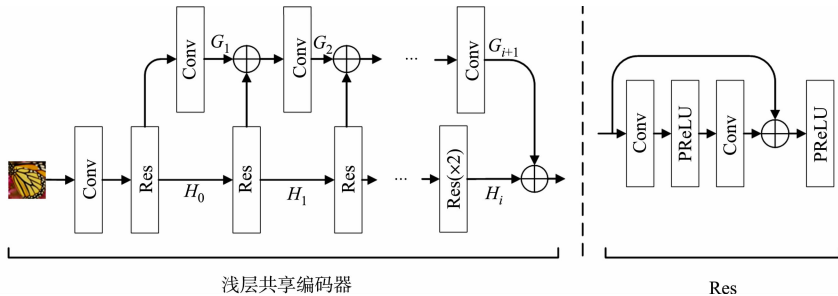 Conv
G₁
Conv
G₂
...
Conv
Gᵢ₊₁
Conv
Res
H₀
Res
H₁
Res
...
Res(×2)
Hᵢ
浅层共享编码器
Conv
PReLU
Conv
PReLU
Res